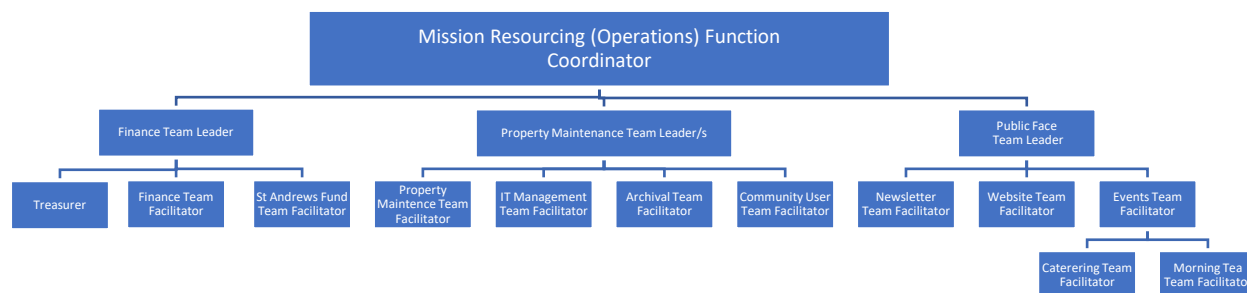 Mission Resourcing (Operations) Function
Coordinator
Finance Team Leader
Property Maintenance Team Leader/s
Public Face
Team Leader
Treasurer
Finance Team
Facilitator
St Andrews Fund
Team Facilitator
Property
Maintence Team
Facilitator
IT Management
Team Facilitator
Archival Team
Facilitator
Community User
Team Facilitator
Newsletter
Team Facilitator
Website Team
Facilitator
Events Team
Facilitator
Caterering Team
Facilitator
Morning Tea
Team Facilitato